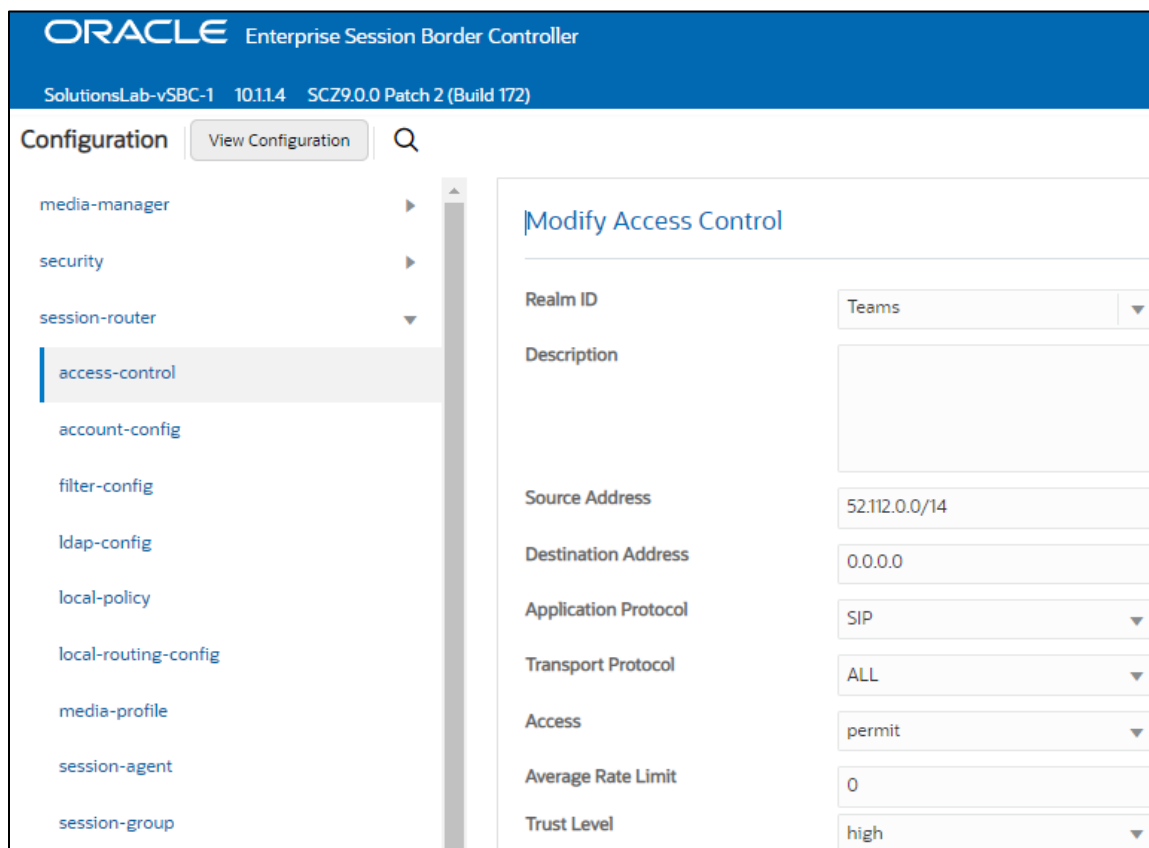 ORACLE Enterprise Session Border Controller
SolutionsLab-vSBC-1 10.1.1.4 SCZ9.0.0 Patch 2 (Build 172)
Configuration View Configuration
media-manager
security
session-router
access-control
account-config
filter-config
ldap-config
local-policy
local-routing-config
media-profile
session-agent
session-group
Modify Access Control
Realm ID Teams
Description
Source Address 52.112.0.0/14
Destination Address 0.0.0.0
Application Protocol SIP
Transport Protocol ALL
Access permit
Average Rate Limit 0
Trust Level high